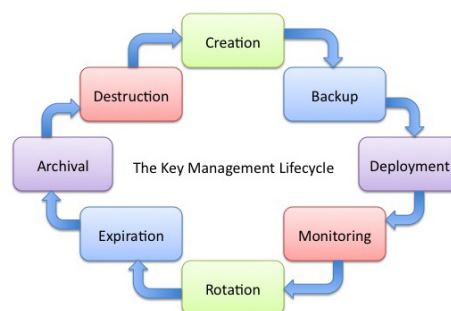 Creation
Destruction
Backup
Archival
The Key Management Lifecycle
Deployment
Expiration
Monitoring
Rotation